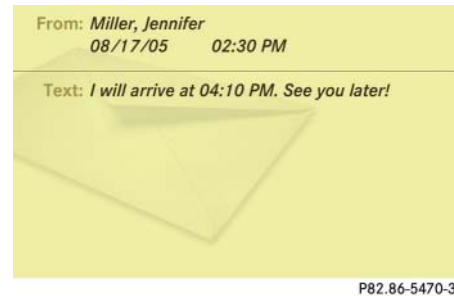 From: Miller, Jennifer
08/17/05 02:30 PM
Text: I will arrive at 04:10 PM. See you later!
P82.86-5470-3